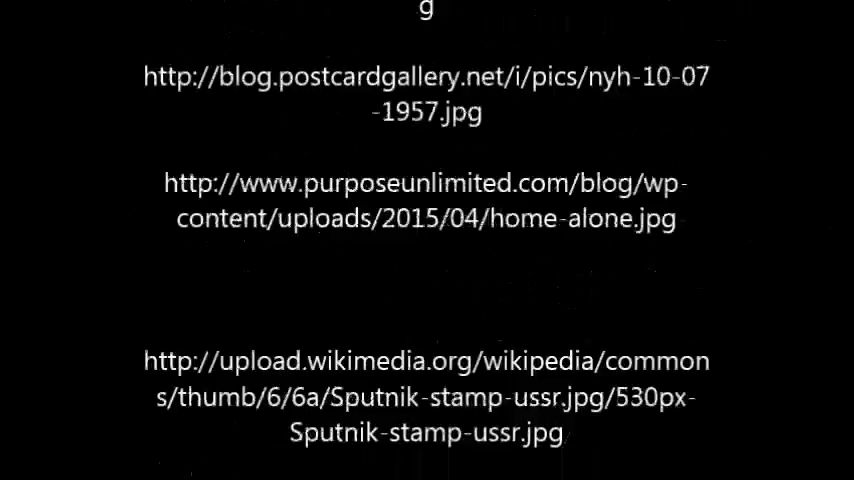 g
http://blog.postcardgallery.net/i/pics/nyh-10-07
-1957.jpg
http://www.purposeunlimited.com/blog/wp-
content/uploads/2015/04/home-alone.jpg
http://upload.wikimedia.org/wikipedia/common
s/thumb/6/6a/Sputnik-stamp-ussr.jpg/530px-
Sputnik-stamp-ussr.jpg